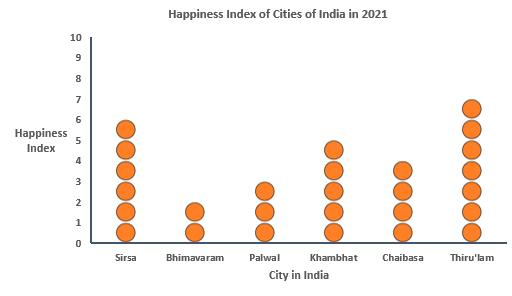 Happiness Index of Cities of India in 2021
10
9
8
7
6
5
4
3
2
1
0
Happiness
Index
Sirsa Bhimavaram Palwal Khambhat Chaibasa Thiru'lam
City in India